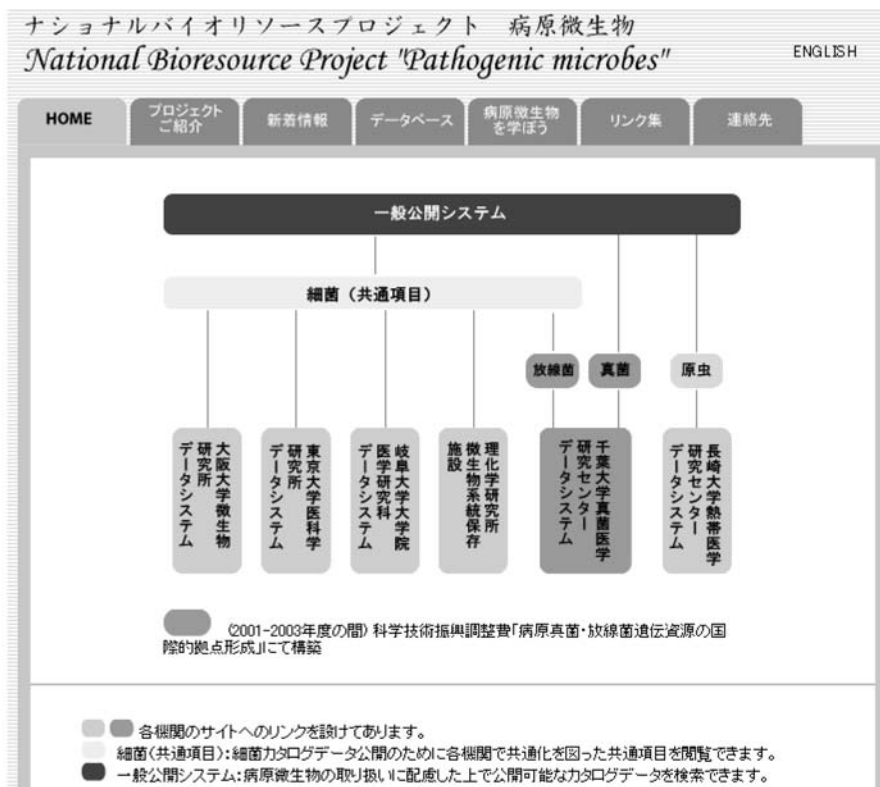 ナショナルバイオリソースプロジェクト　病原微生物
National Bioresource Project "Pathogenic microbes"
ENGLISH
HOME
プロジェクト
ご紹介
新着情報
データベース
病原微生物
を学ぼう
リンク集
連絡先
一般公開システム
細菌（共通項目）
放線菌
真菌
原虫
大阪大学微生物
研究所
データシステム
東京大学医科学
研究所
データシステム
岐阜大学大学院
医学研究科
データシステム
理化学研究所
微生物系統保存
施設
千葉大学真菌医学
研究センター
データシステム
長崎大学熱帯医学
研究センター
データシステム
(2001-2003年度の間) 科学技術振興調整費「病原真菌・放線菌遺伝資源の国
際的拠点形成」にて構築
各機関のサイトへのリンクを設けてあります。
細菌（共通項目）：細菌カタログデータ公開のために各機関で共通化を図った共通項目を閲覧できます。
一般公開システム：病原微生物の取り扱いに配慮した上で公開可能なカタログデータを検索できます。